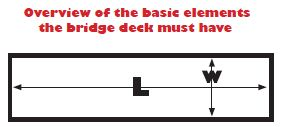 Overview of the basic elements
the bridge deck must have
L
W